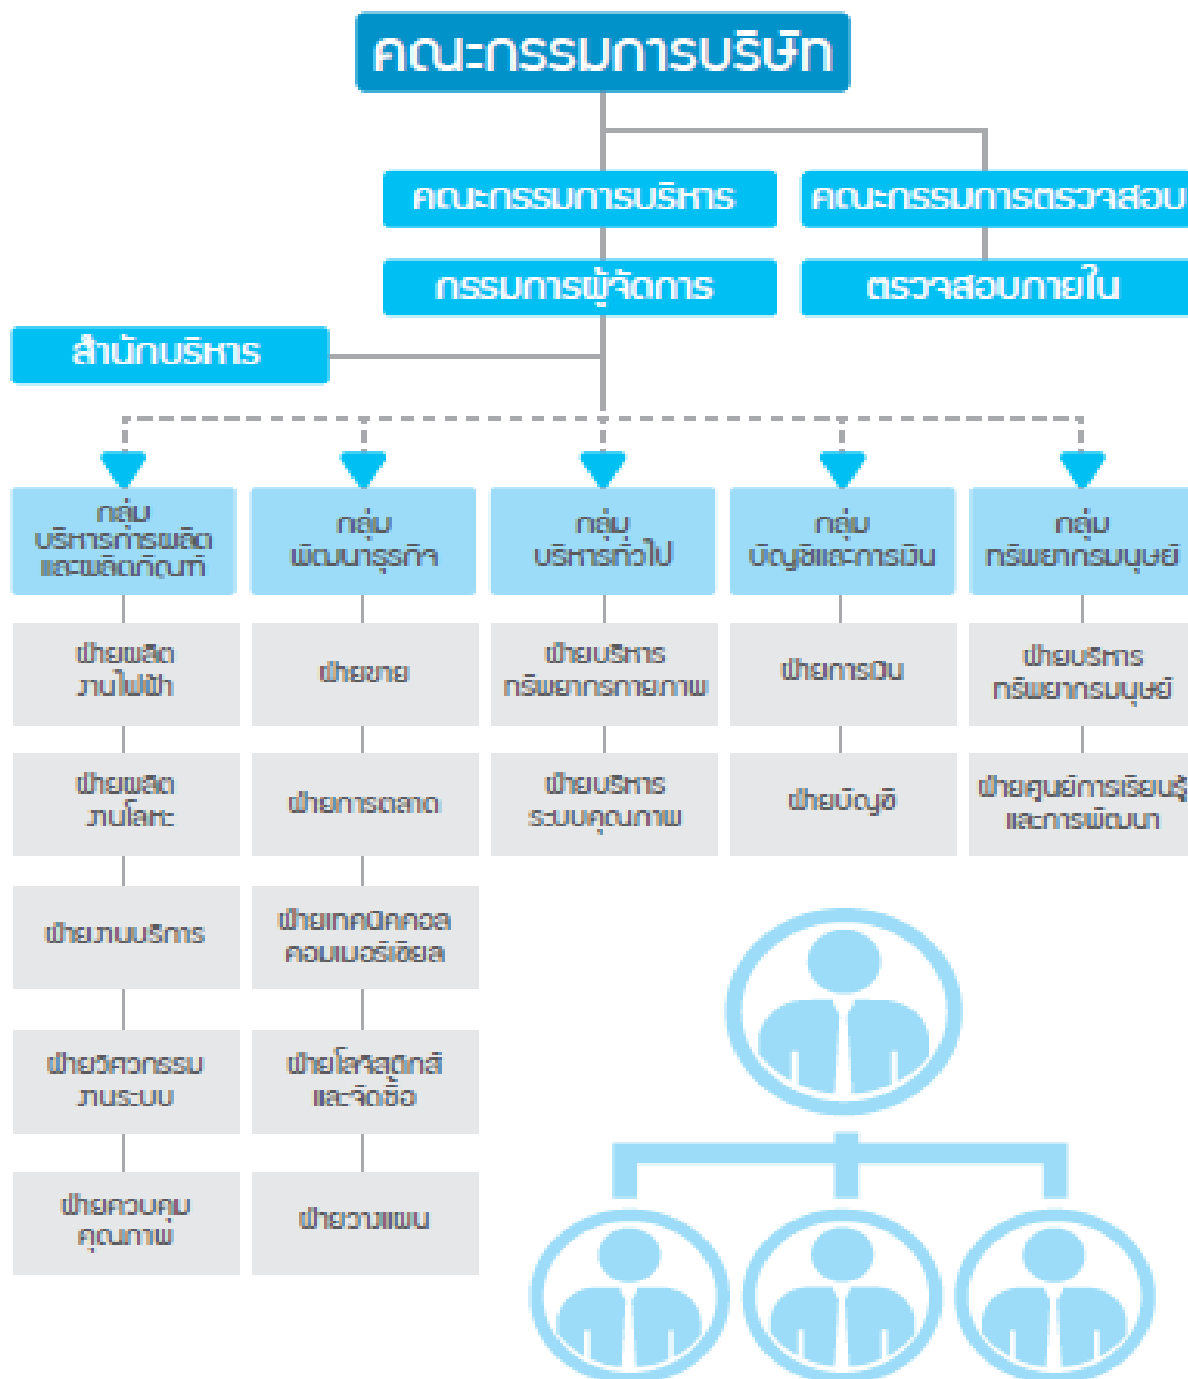 คณะกรรมการบริษัท
คณะกรรมการบริหาร
คณะกรรมการตรวจสอบ
กรรมการผู้จัดการ
ตรวจสอบภายใน
สำนักบริหาร
กลุ่ม
บริหารการผลิต
และผลิตภัณฑ์
กลุ่ม
พัฒนาธุรกิจ
กลุ่ม
บริหารทั่วไป
กลุ่ม
บัญชีและการเงิน
กลุ่ม
ทรัพยากรมนุษย์
ฝ่ายผลิต
งานไฟฟ้า
ฝ่ายขาย
ฝ่ายบริหาร
ทรัพยากรกายภาพ
ฝ่ายการเงิน
ฝ่ายบริหาร
ทรัพยากรมนุษย์
ฝ่ายผลิต
งานโลหะ
ฝ่ายการตลาด
ฝ่ายบริหาร
ระบบคุณภาพ
ฝ่ายบัญชี
ฝ่ายศูนย์การเรียนรู้
และการพัฒนา
ฝ่ายงานบริการ
ฝ่ายเทคนิคคอล
คอมเมอร์เชียล
ฝ่ายวิศวกรรม
งานระบบ
ฝ่ายโลจิสติกส์
และจัดซื้อ
ฝ่ายควบคุม
คุณภาพ
ฝ่ายวางแผน